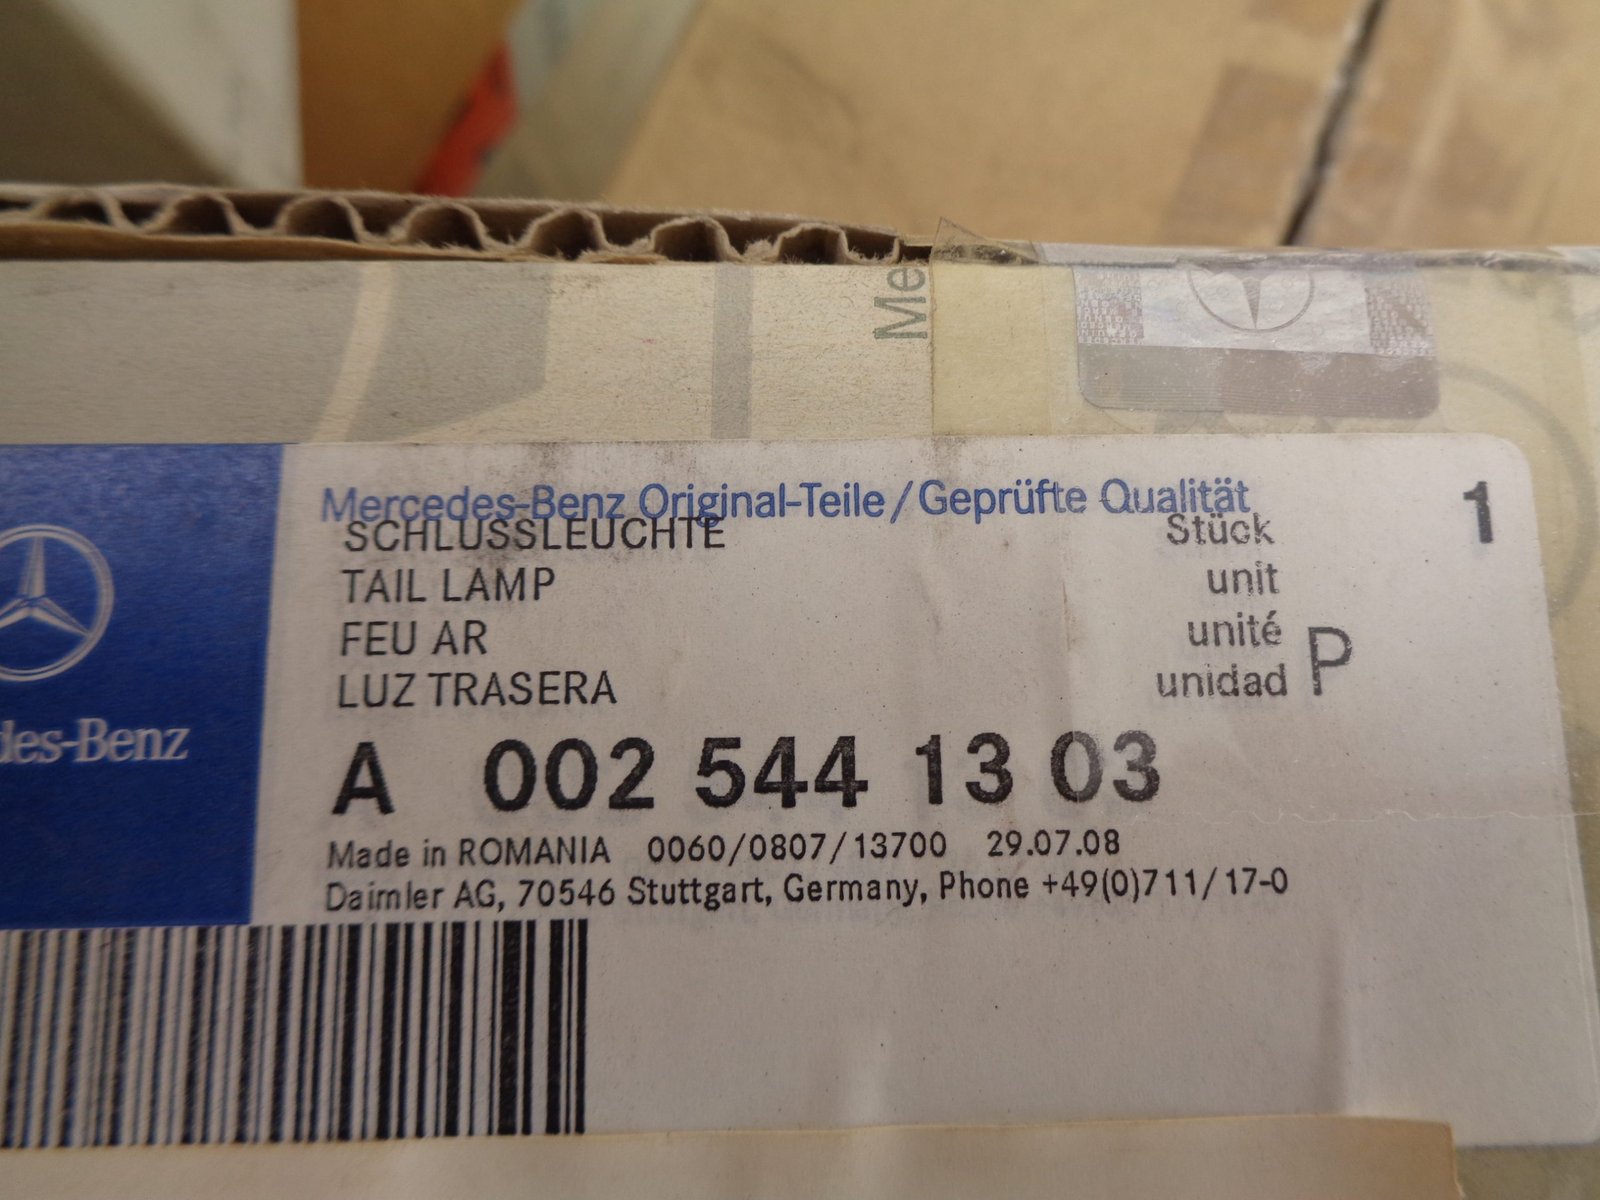 Me
Mercedes-Benz Original-Teile/Geprüfte Qualität
SCHLUSSLEUCHTE Stück 1
TAIL LAMP unit
FEU AR unité
LUZ TRASERA unidad P
des-Benz
A 002 544 13 03
Made in ROMANIA 0060/0807/13700 29.07.08
Daimler AG, 70546 Stuttgart, Germany, Phone +49(0)711/17-0